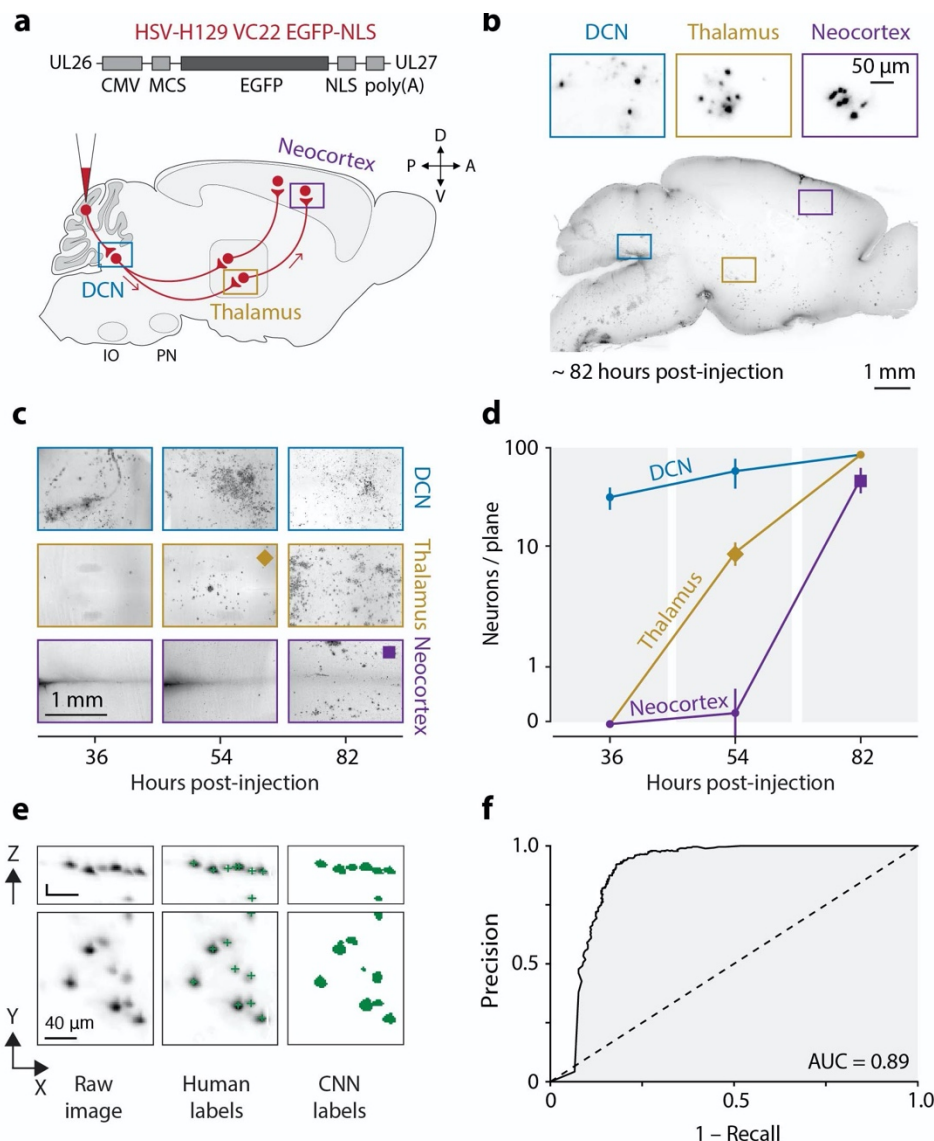 a
HSV-H129 VC22 EGFP-NLS
UL26
UL27
CMV
MCS
EGFP
NLS
poly(A)
Neocortex
D
P
A
V
DCN
Thalamus
IO
PN
b
DCN
Thalamus
Neocortex
50 µm
~ 82 hours post-injection
1 mm
c
DCN
Thalamus
Neocortex
1 mm
36
54
82
Hours post-injection
d
100
10
1
0
Neurons / plane
DCN
Thalamus
Neocortex
36
54
82
Hours post-injection
e
Z
Y
X
40 µm
Raw
image
Human
labels
CNN
labels
f
1.0
0.5
0
Precision
AUC = 0.89
0
0.5
1.0
1 – Recall